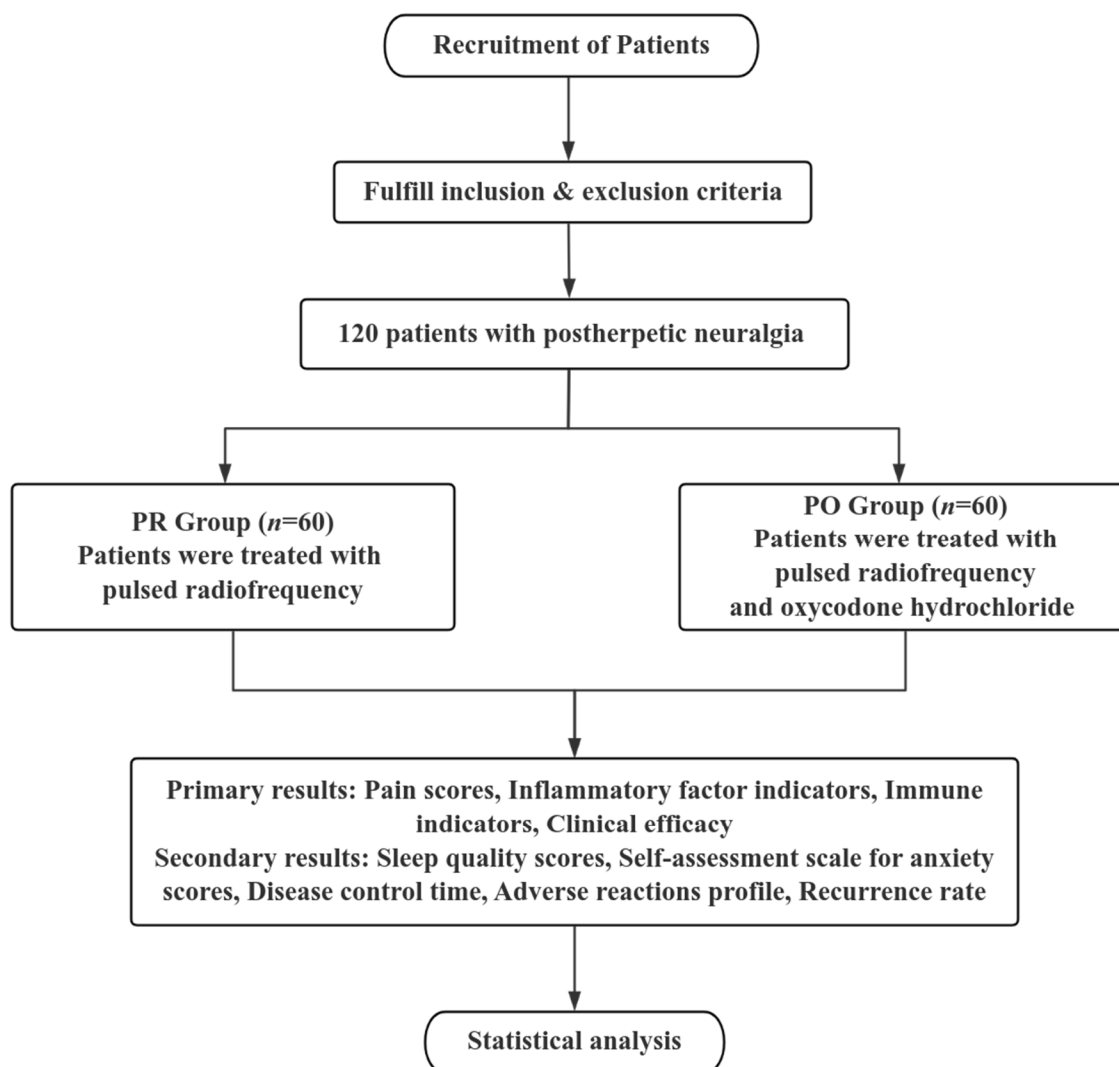 Recruitment of Patients
Fulfill inclusion & exclusion criteria
120 patients with postherpetic neuralgia
PR Group (n=60)
Patients were treated with
pulsed radiofrequency
PO Group (n=60)
Patients were treated with
pulsed radiofrequency
and oxycodone hydrochloride
Primary results: Pain scores, Inflammatory factor indicators, Immune
indicators, Clinical efficacy
Secondary results: Sleep quality scores, Self-assessment scale for anxiety
scores, Disease control time, Adverse reactions profile, Recurrence rate
Statistical analysis